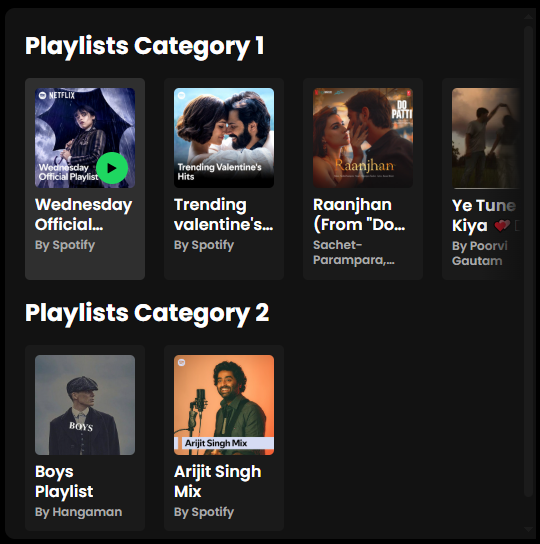 Playlists Category 1
NETFLIX
Wednesday
Official Playlist
Wednesday
Official...
By Spotify
Trending Valentine's
Hits
Trending
valentine's...
By Spotify
DO
PATTI
Raanjhan
Raanjhan
(From "Do...
Sachet-
Parampara,...
Ye Tune
Kiya 💕
By Poorvi
Gautam
Playlists Category 2
BOYS
Boys
Playlist
By Hangaman
Arijit Singh Mix
Arijit Singh
Mix
By Spotify